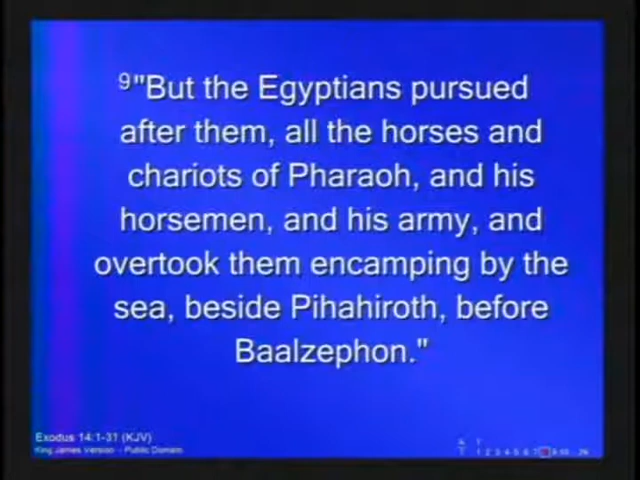 9"But the Egyptians pursued
after them, all the horses and
chariots of Pharaoh, and his
horsemen, and his army, and
overtook them encamping by the
sea, beside Pihahiroth, before
Baalzephon."
Exodus 14:1-31 (KJV)
King James Version - Public Domain